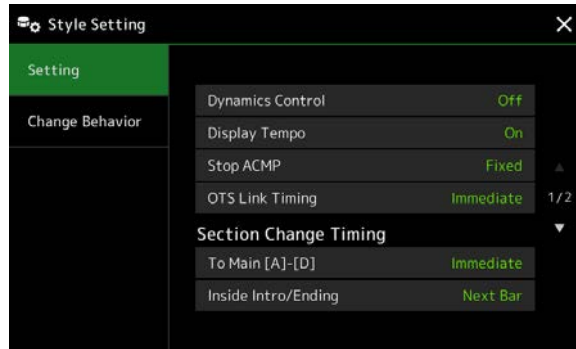 Style Setting
Setting
Change Behavior
Dynamics Control Off
Display Tempo On
Stop ACMP Fixed
OTS Link Timing Immediate
1/2
Section Change Timing
To Main [A]-[D] Immediate
Inside Intro/Ending Next Bar